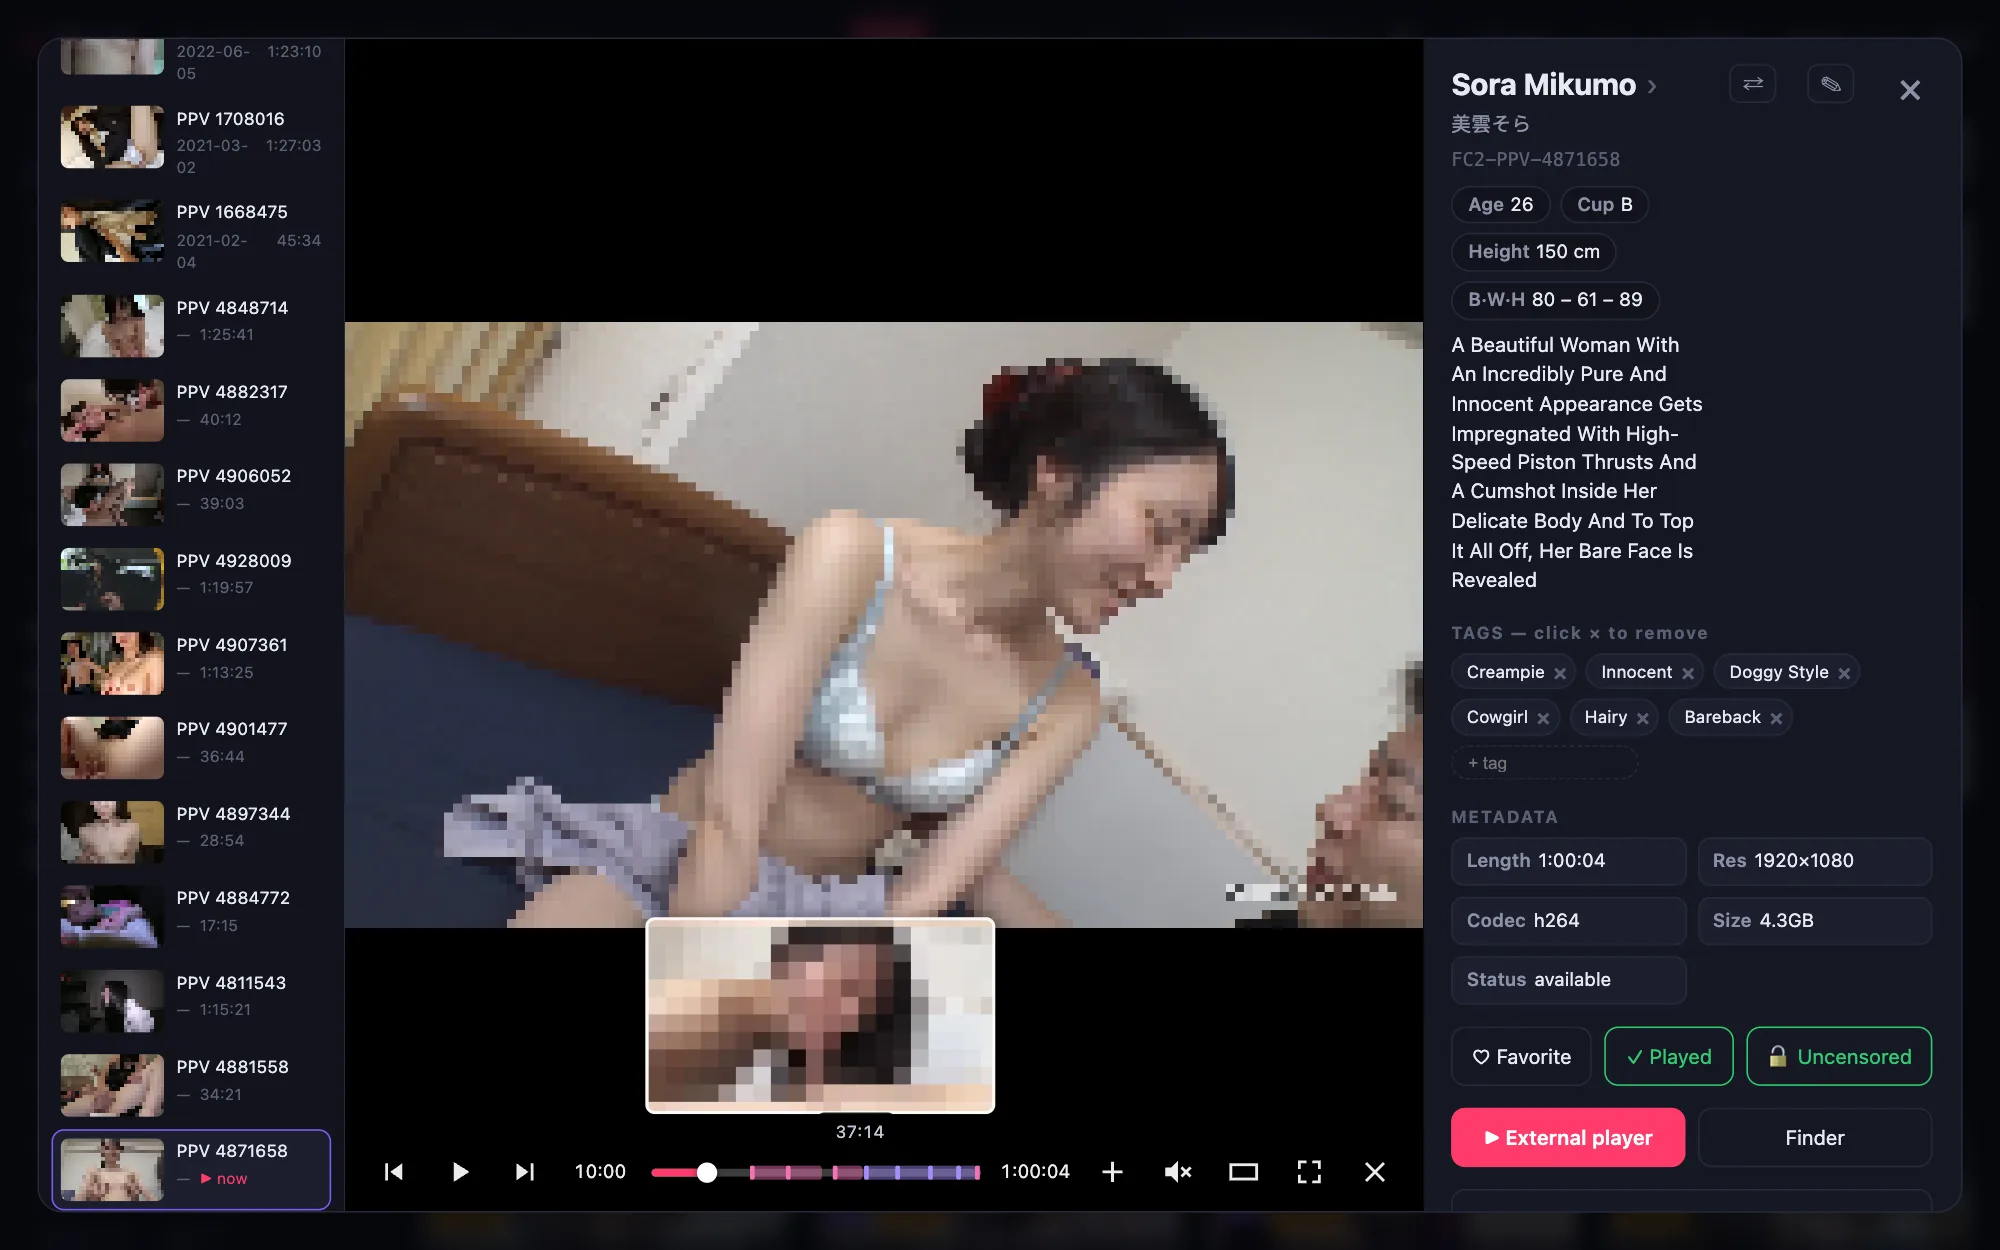 2022-06-05 1:23:10
PPV 1708016
2021-03-02 1:27:03
PPV 1668475
2021-02-04 45:34
PPV 4848714
— 1:25:41
PPV 4882317
— 40:12
PPV 4906052
— 39:03
PPV 4928009
— 1:19:57
PPV 4907361
— 1:13:25
PPV 4901477
— 36:44
PPV 4897344
— 28:54
PPV 4884772
— 17:15
PPV 4811543
— 1:15:21
PPV 4881558
— 34:21
PPV 4871658
— ▶ now
37:14
10:00
1:00:04
Sora Mikumo ›
美雲そら
FC2-PPV-4871658
Age 26 Cup B
Height 150 cm
B·W·H 80 – 61 – 89
A Beautiful Woman With
An Incredibly Pure And
Innocent Appearance Gets
Impregnated With High-
Speed Piston Thrusts And
A Cumshot Inside Her
Delicate Body And To Top
It All Off, Her Bare Face Is
Revealed
TAGS — click × to remove
Creampie × Innocent × Doggy Style ×
Cowgirl × Hairy × Bareback ×
+ tag
METADATA
Length 1:00:04 Res 1920×1080
Codec h264 Size 4.3GB
Status available
♡ Favorite ✓ Played 🔓 Uncensored
▶ External player Finder